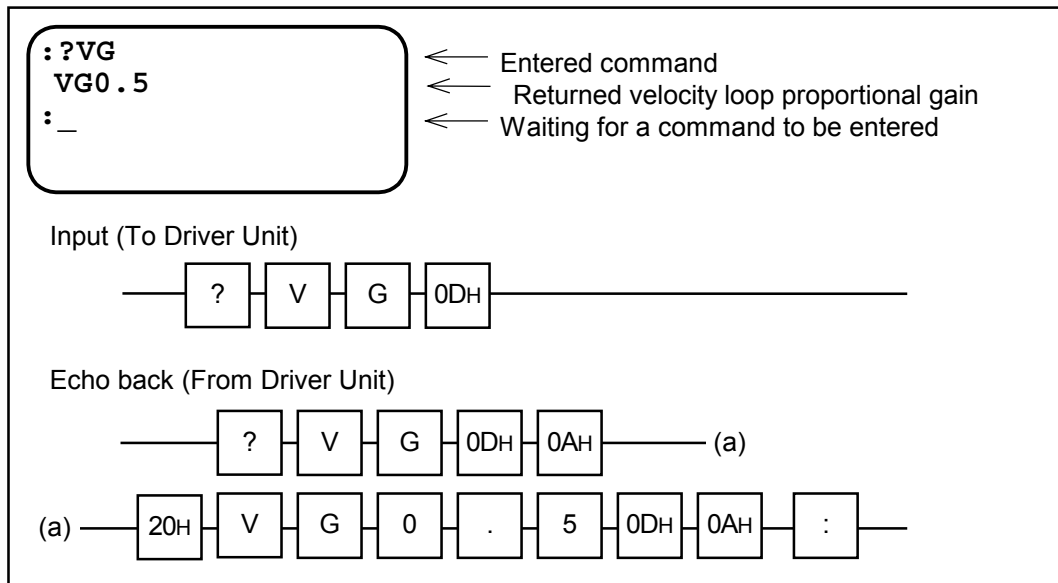 :?VG
VG0.5
:_
Entered command
Returned velocity loop proportional gain
Waiting for a command to be entered
Input (To Driver Unit)
? V G 0DH
Echo back (From Driver Unit)
? V G 0DH 0AH (a)
(a) 20H V G 0 . 5 0DH 0AH :